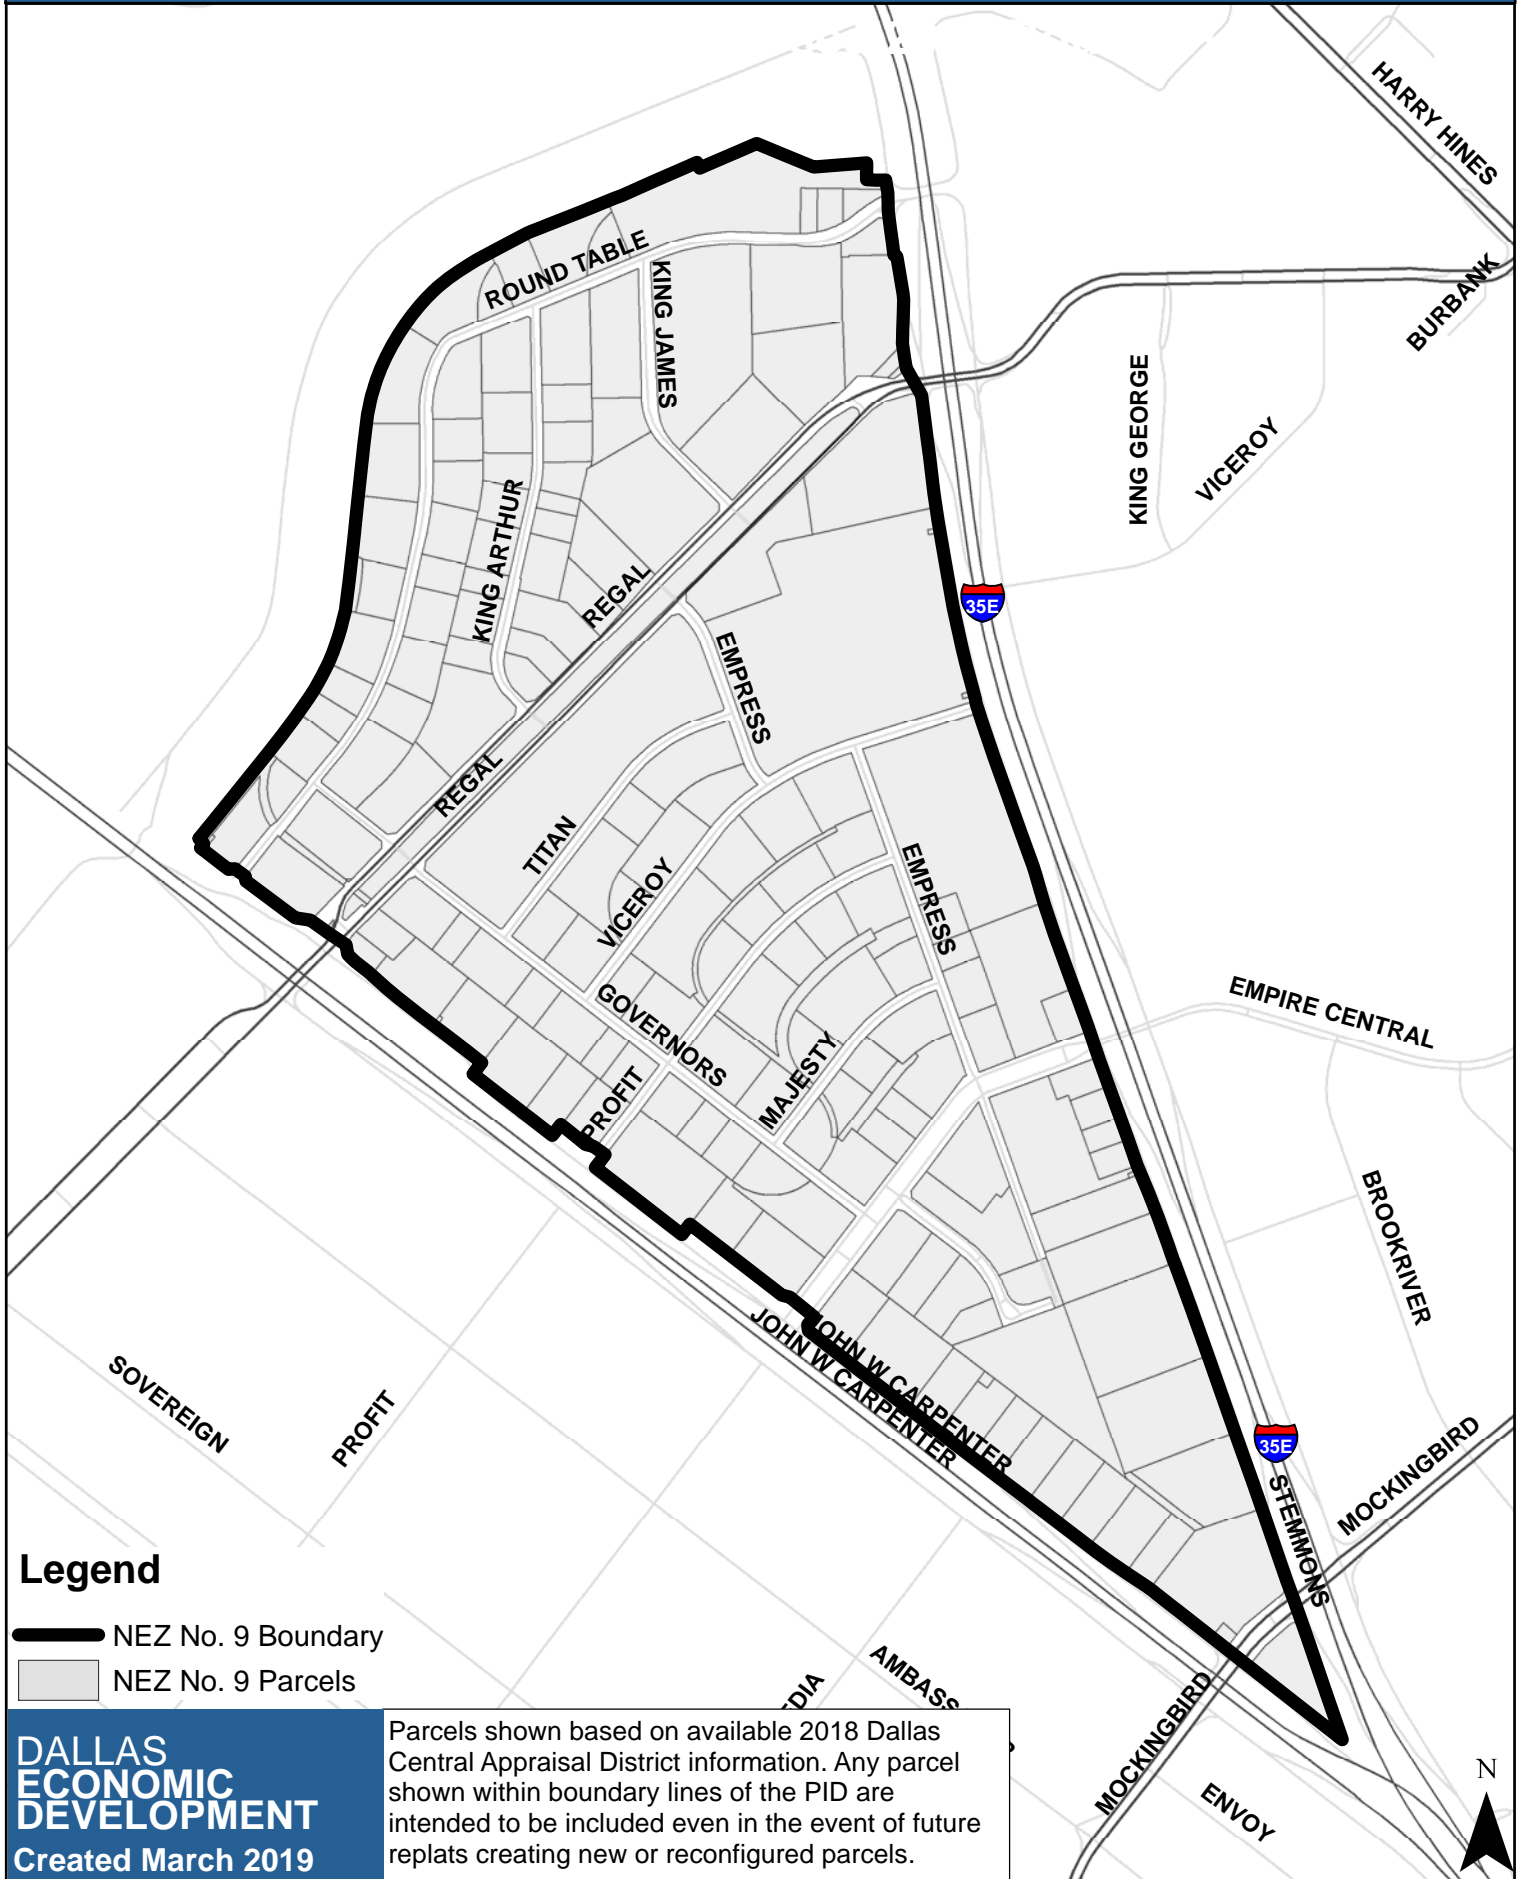 HARRY HINES
ROUND TABLE
KING JAMES
BURBANK
KING GEORGE
VICEROY
KING ARTHUR
REGAL
35E
EMPRESS
REGAL
TITAN
VICEROY
EMPRESS
GOVERNORS
EMPIRE CENTRAL
MAJESTY
PROFIT
BROOKRIVER
JOHN W CARPENTER
JOHN W CARPENTER
SOVEREIGN
PROFIT
35E
STEMMONS
MOCKINGBIRD
Legend
NEZ No. 9 Boundary
NEZ No. 9 Parcels
EDIA
AMBASS
MOCKINGBIRD
ENVOY
N
DALLAS
ECONOMIC
DEVELOPMENT
Created March 2019
Parcels shown based on available 2018 Dallas
Central Appraisal District information. Any parcel
shown within boundary lines of the PID are
intended to be included even in the event of future
replats creating new or reconfigured parcels.